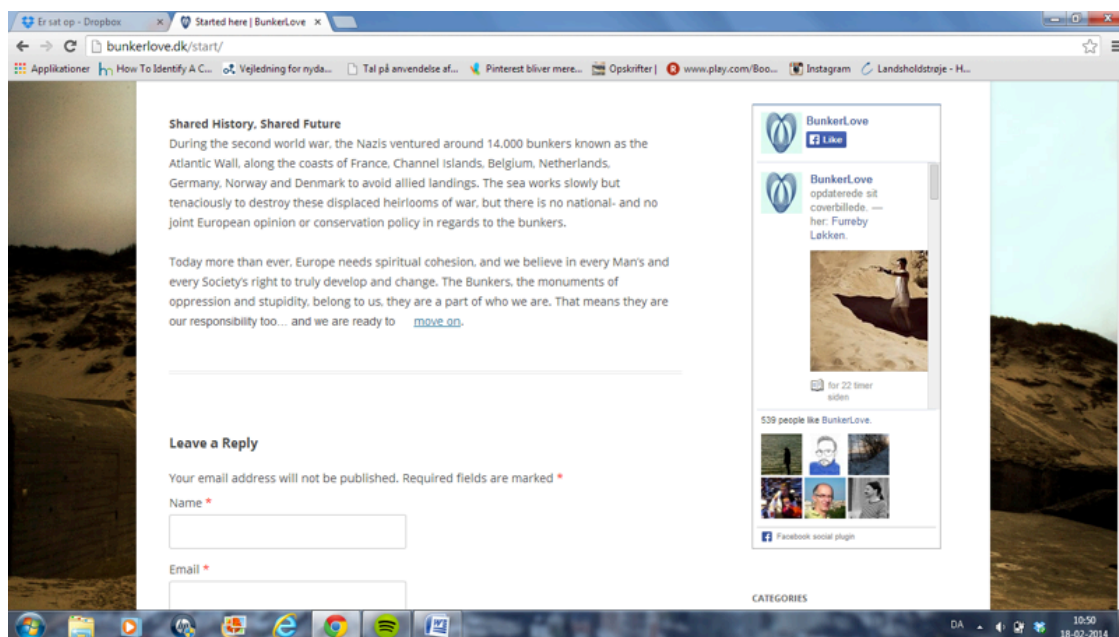 Er sat op - Dropbox
Started here | BunkerLove
bunkerlove.dk/start/
Applikationer
How To Identify A C...
Vejledning for nyda...
Tal på anvendelse af...
Pinterest bliver mere...
Opskrifter |
www.play.com/Boo...
Instagram
Landsholdstrøje - H...
Shared History, Shared Future
During the second world war, the Nazis ventured around 14.000 bunkers known as the
Atlantic Wall, along the coasts of France, Channel Islands, Belgium, Netherlands,
Germany, Norway and Denmark to avoid allied landings. The sea works slowly but
tenaciously to destroy these displaced heirlooms of war, but there is no national- and no
joint European opinion or conservation policy in regards to the bunkers.
Today more than ever, Europe needs spiritual cohesion, and we believe in every Man's and
every Society's right to truly develop and change. The Bunkers, the monuments of
oppression and stupidity, belong to us, they are a part of who we are. That means they are
our responsibility too... and we are ready to move on.
Leave a Reply
Your email address will not be published. Required fields are marked *
Name *
Email *
BunkerLove
Like
BunkerLove
opdaterede sit
coverbillede. —
her: Furreby
Løkken.
for 22 timer
siden
539 people like BunkerLove.
Facebook social plugin
CATEGORIES
DA
10:50
18-02-2014